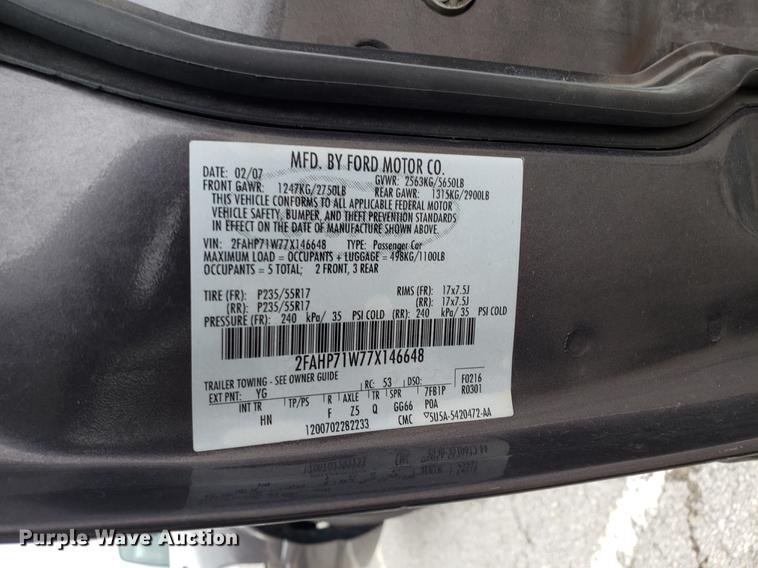 MFD. BY FORD MOTOR CO.
DATE: 02/07 GVWR: 2563KG/5650LB
FRONT GAWR: 1247KG/2750LB REAR GAWR: 1315KG/2900LB
THIS VEHICLE CONFORMS TO ALL APPLICABLE FEDERAL MOTOR
VEHICLE SAFETY, BUMPER, AND THEFT PREVENTION STANDARDS
IN EFFECT ON THE DATE OF MANUFACTURE SHOWN ABOVE.
VIN: 2FAHP71W77X146648 TYPE: Passenger Car
MAXIMUM LOAD = OCCUPANTS + LUGGAGE = 498KG/1100LB
OCCUPANTS = 5 TOTAL; 2 FRONT, 3 REAR
TIRE (FR): P235/55R17 RIMS (FR): 17x7.5J
(RR): P235/55R17 (RR): 17x7.5J
PRESSURE (FR): 240 kPa/ 35 PSI COLD (RR): 240 kPa/ 35 PSI COLD
2FAHP71W77X146648
TRAILER TOWING - SEE OWNER GUIDE
EXT PNT: YG RC: 53 DSO: F0216
INT TR TP/PS R AXLE TR SPR 7FB1P R0301
HN F Z5 Q GG66 POA
1200702282233 CMC 5U5A-5420472-AA
Purple Wave Auction